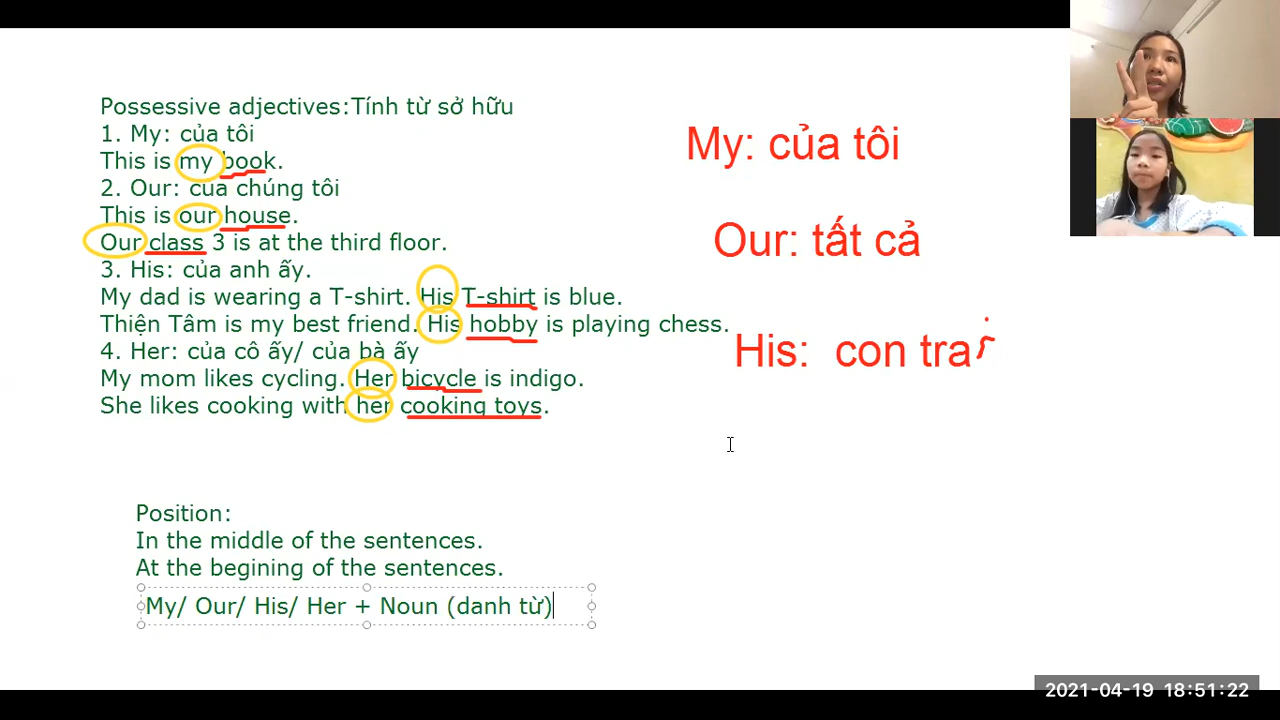 Possessive adjectives:Tính từ sở hữu
1. My: của tôi
This is my book.
2. Our: của chúng tôi
This is our house.
Our class 3 is at the third floor.
3. His: của anh ấy.
My dad is wearing a T-shirt. His T-shirt is blue.
Thiện Tâm is my best friend. His hobby is playing chess.
4. Her: của cô ấy/ của bà ấy
My mom likes cycling. Her bicycle is indigo.
She likes cooking with her cooking toys.
My: của tôi
Our: tất cả
His: con trai
Position:
In the middle of the sentences.
At the begining of the sentences.
My/ Our/ His/ Her + Noun (danh từ)
2021-04-19 18:51:22